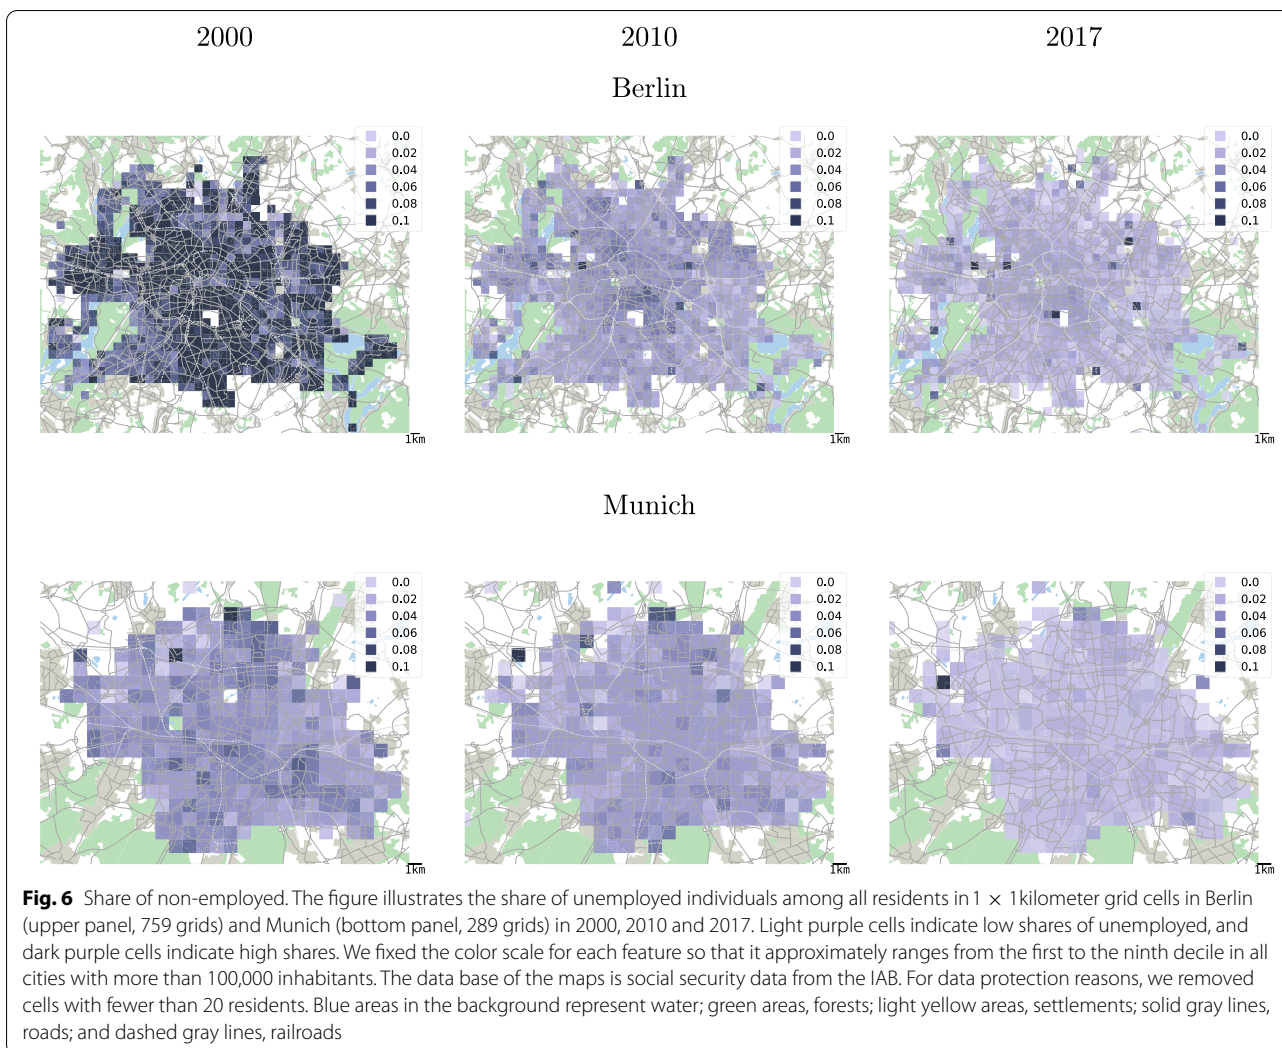 2000
2010
2017
Berlin
0.0
0.02
0.04
0.06
0.08
0.1
1km
0.0
0.02
0.04
0.06
0.08
0.1
1km
0.0
0.02
0.04
0.06
0.08
0.1
1km
Munich
0.0
0.02
0.04
0.06
0.08
0.1
1km
0.0
0.02
0.04
0.06
0.08
0.1
1km
0.0
0.02
0.04
0.06
0.08
0.1
1km
Fig. 6 Share of non-employed. The figure illustrates the share of unemployed individuals among all residents in 1 × 1kilometer grid cells in Berlin
(upper panel, 759 grids) and Munich (bottom panel, 289 grids) in 2000, 2010 and 2017. Light purple cells indicate low shares of unemployed, and
dark purple cells indicate high shares. We fixed the color scale for each feature so that it approximately ranges from the first to the ninth decile in all
cities with more than 100,000 inhabitants. The data base of the maps is social security data from the IAB. For data protection reasons, we removed
cells with fewer than 20 residents. Blue areas in the background represent water; green areas, forests; light yellow areas, settlements; solid gray lines,
roads; and dashed gray lines, railroads